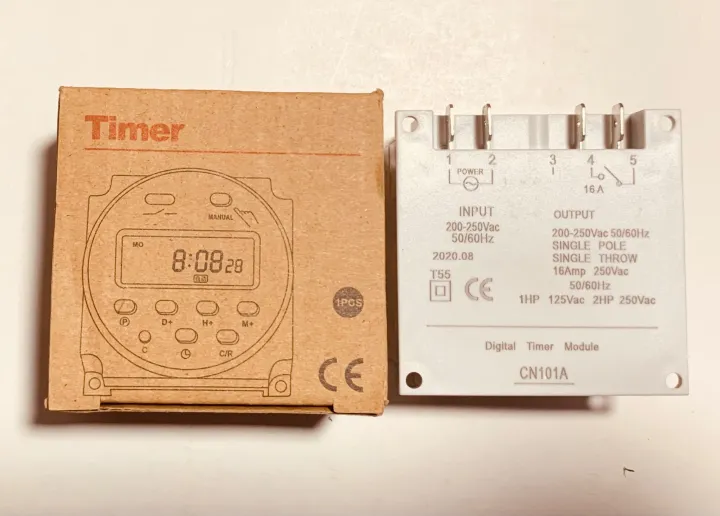 Timer
MANUAL
MO
8:08 28
1PCS
P D+ H+ M+
C C/R
CE
1 2 3 4 5
POWER
16A
INPUT
200-250Vac
50/60Hz
2020.08
T55
CE
OUTPUT
200-250Vac 50/60Hz
SINGLE POLE
SINGLE THROW
16Amp 250Vac
50/60Hz
1HP 125Vac 2HP 250Vac
Digital Timer Module
CN101A